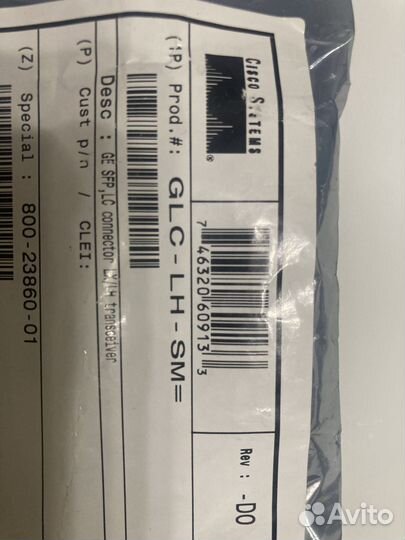 CISCO SYSTEMS
®
7 46320 60913 3
Rev : -D0
(1P) Prod.#: GLC-LH-SM=
Desc : GE SFP,LC connector LX/LH transceiver
(P) Cust p/n / CLEI:
(Z) Special : 800-23860-01
Avito